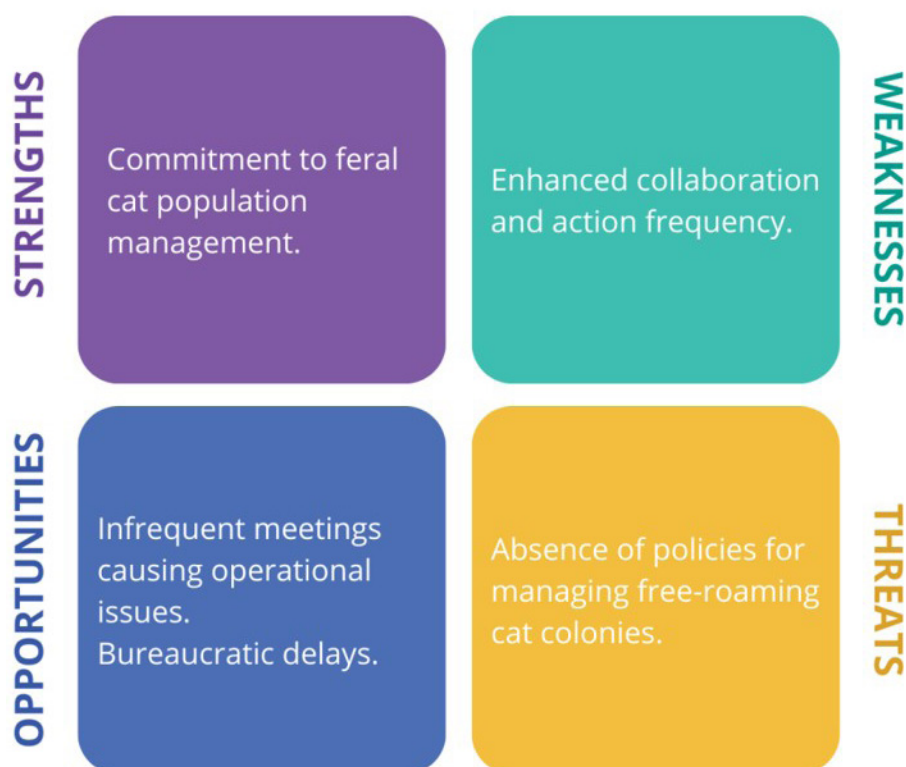 STRENGTHS
Commitment to feral
cat population
management.
WEAKNESSES
Enhanced collaboration
and action frequency.
OPPORTUNITIES
Infrequent meetings
causing operational
issues.
Bureaucratic delays.
THREATS
Absence of policies for
managing free-roaming
cat colonies.